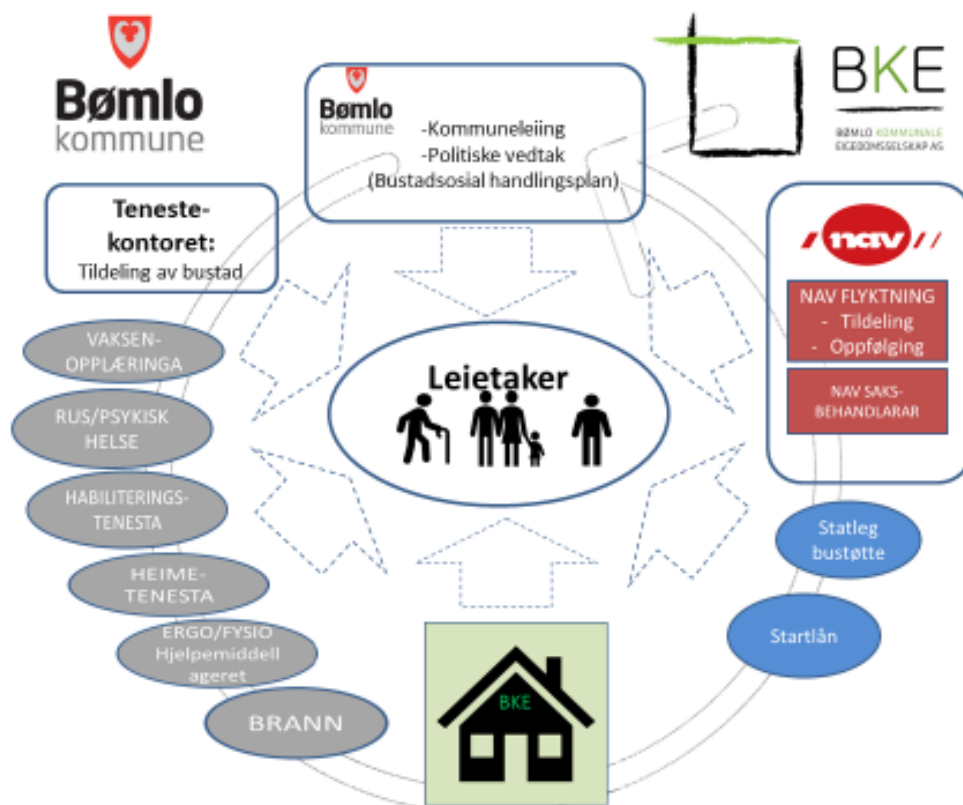 Bømlo
kommune
Bømlo
kommune
-Kommuneleiing
-Politiske vedtak
(Bustadsosial handlingsplan)
BKE
BØMLO KOMMUNALE
EIGEDOMSSELSKAP AS
Teneste-
kontoret:
Tildeling av bustad
nav
NAV FLYKTNING
- Tildeling
- Oppfølging
NAV SAKS-
BEHANDLARAR
VAKSEN-
OPPLÆRINGA
RUS/PSYKISK
HELSE
HABILITERINGS-
TENESTA
HEIME-
TENESTA
ERGO/FYSIO
Hjelpemiddell
ageret
BRANN
Leietaker
Statleg
bustøtte
Startlån
BKE